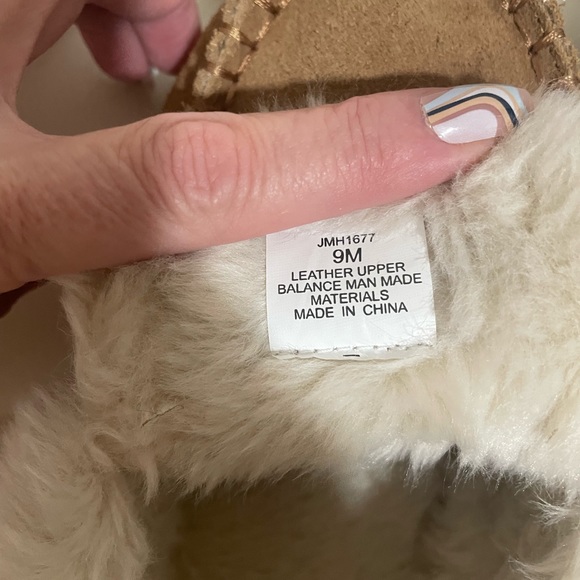 JMH1677
9M
LEATHER UPPER
BALANCE MAN MADE
MATERIALS
MADE IN CHINA